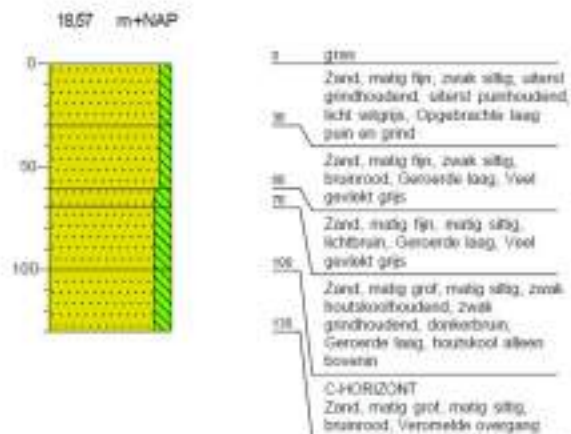 18,57 m+NAP
0
50
100
0
gras
Zand, matig fijn, zwak siltig, uiterst
grindhoudend, uiterst puinhoudend,
licht witgrijs, Opgebrachte laag
puin en grind
30
Zand, matig fijn, zwak siltig,
bruinrood, Geroerde laag, Veel
gevlekt grijs
60
70
Zand, matig fijn, matig siltig,
lichtbruin, Geroerde laag, Veel
gevlekt grijs
100
Zand, matig grof, matig siltig, zwak
houtskoolhoudend, zwak
grindhoudend, donkerbruin,
Geroerde laag, houtskool alleen
bovenin
130
C-HORIZONT
Zand, matig grof, matig siltig,
bruinrood, Verromelde overgang